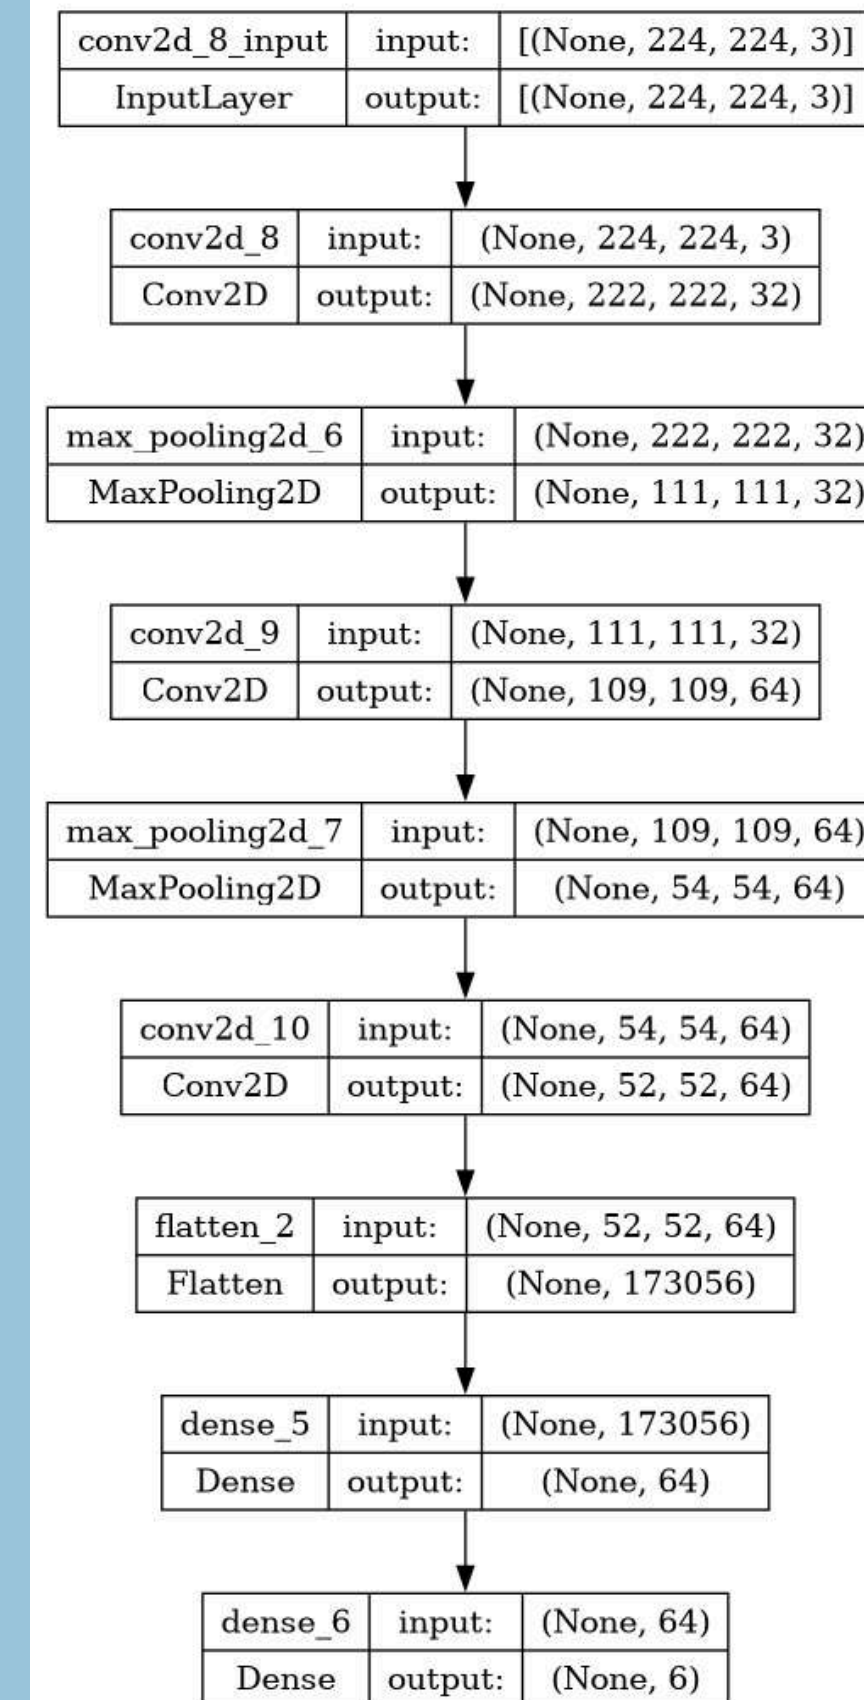 conv2d_8_input input: [(None, 224, 224, 3)]
InputLayer output: [(None, 224, 224, 3)]
conv2d_8 input: (None, 224, 224, 3)
Conv2D output: (None, 222, 222, 32)
max_pooling2d_6 input: (None, 222, 222, 32)
MaxPooling2D output: (None, 111, 111, 32)
conv2d_9 input: (None, 111, 111, 32)
Conv2D output: (None, 109, 109, 64)
max_pooling2d_7 input: (None, 109, 109, 64)
MaxPooling2D output: (None, 54, 54, 64)
conv2d_10 input: (None, 54, 54, 64)
Conv2D output: (None, 52, 52, 64)
flatten_2 input: (None, 52, 52, 64)
Flatten output: (None, 173056)
dense_5 input: (None, 173056)
Dense output: (None, 64)
dense_6 input: (None, 64)
Dense output: (None, 6)